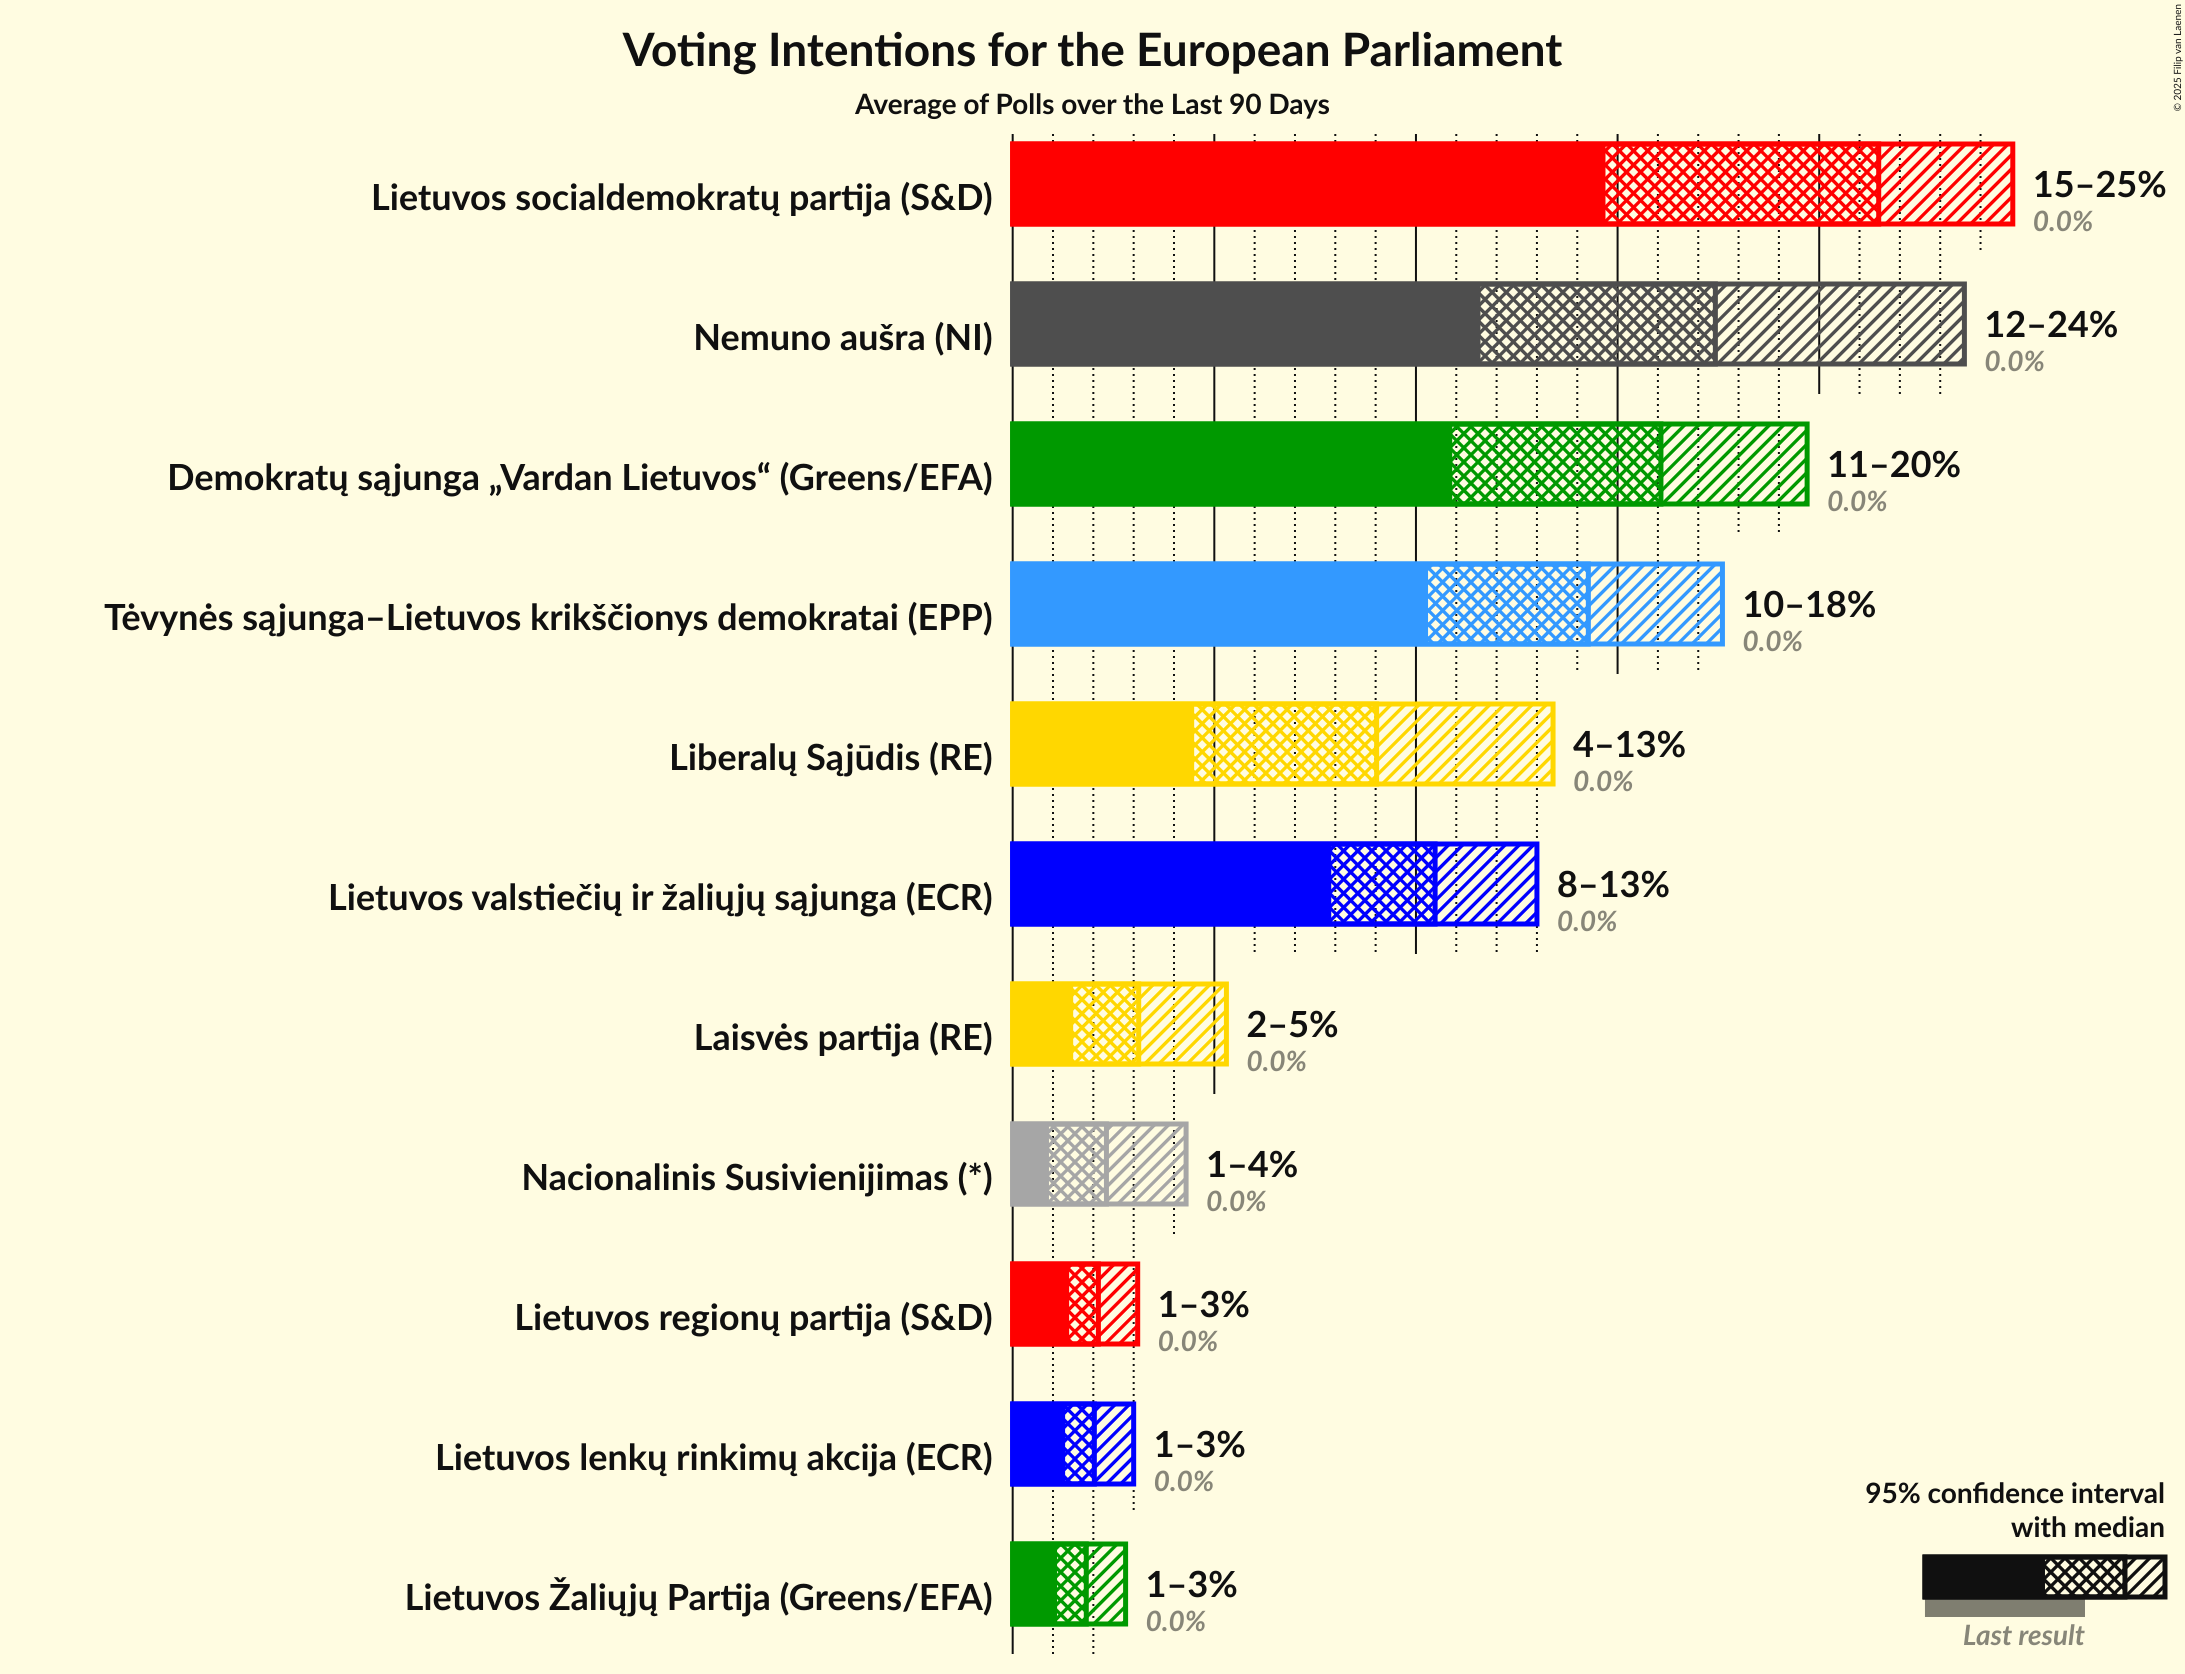 Voting Intentions for the European Parliament
Average of Polls over the Last 90 Days
© 2025 Filip van Laenen
Lietuvos socialdemokratų partija (S&D)
15–25%
0.0%
Nemuno aušra (NI)
12–24%
0.0%
Demokratų sąjunga „Vardan Lietuvos“ (Greens/EFA)
11–20%
0.0%
Tėvynės sąjunga–Lietuvos krikščionys demokratai (EPP)
10–18%
0.0%
Liberalų Sąjūdis (RE)
4–13%
0.0%
Lietuvos valstiečių ir žaliųjų sąjunga (ECR)
8–13%
0.0%
Laisvės partija (RE)
2–5%
0.0%
Nacionalinis Susivienijimas (*)
1–4%
0.0%
Lietuvos regionų partija (S&D)
1–3%
0.0%
Lietuvos lenkų rinkimų akcija (ECR)
1–3%
0.0%
Lietuvos Žaliųjų Partija (Greens/EFA)
1–3%
0.0%
95% confidence interval
with median
Last result